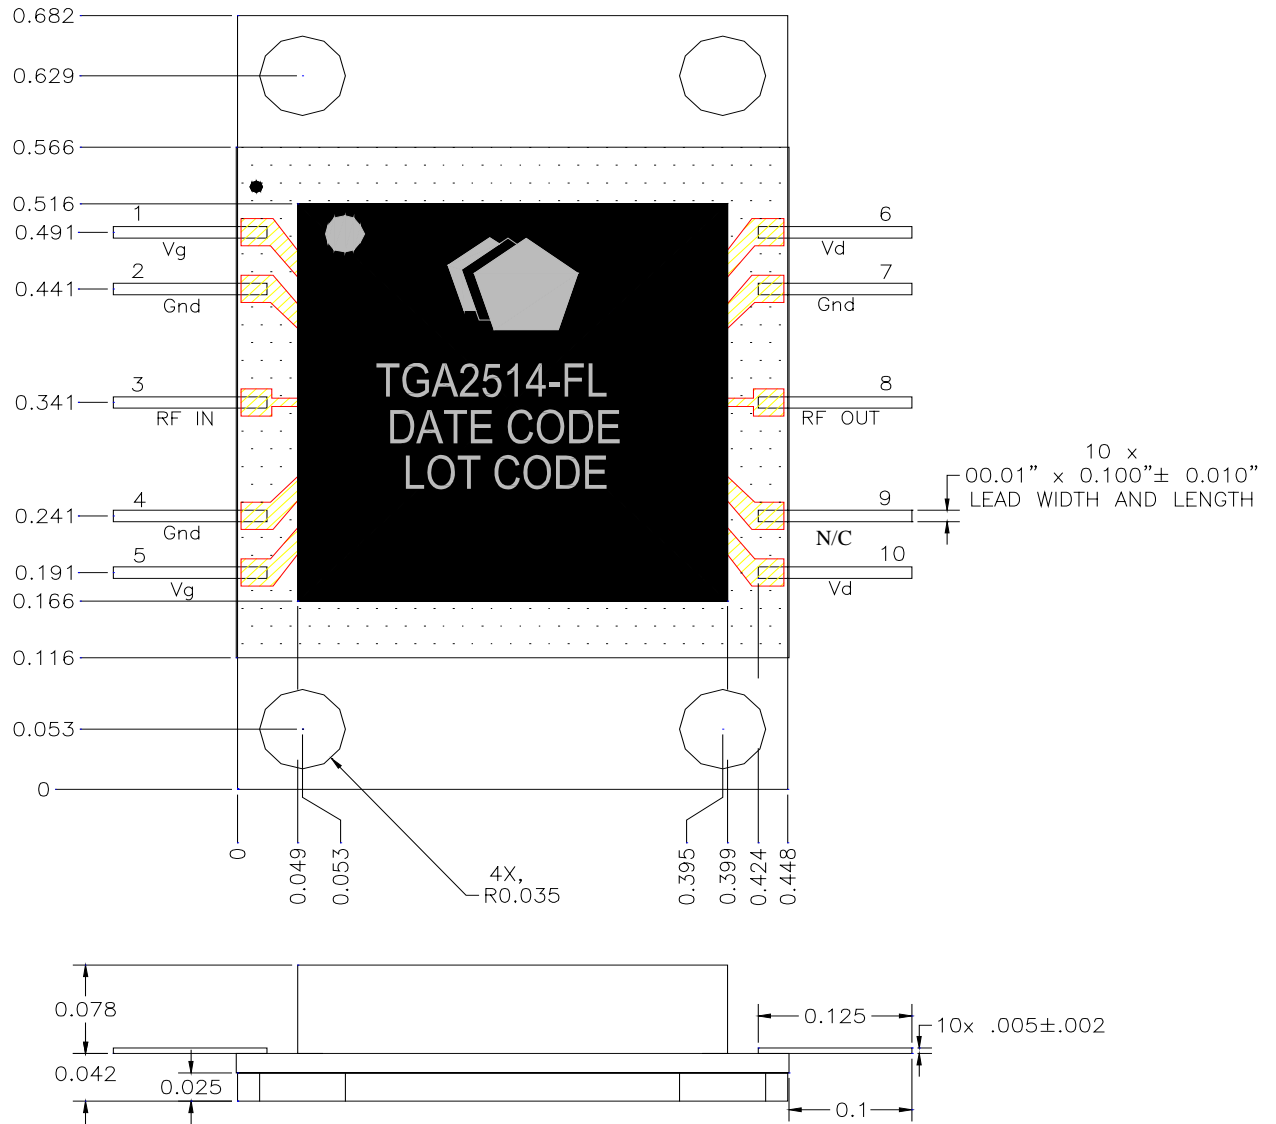 0.682
0.629
0.566
0.516
0.491
0.441
0.341
0.241
0.191
0.166
0.116
0.053
0
1
Vg
2
Gnd
3
RF IN
4
Gnd
5
Vg
TGA2514-FL
DATE CODE
LOT CODE
6
Vd
7
Gnd
8
RF OUT
9
N/C
10
Vd
10 x
00.01" x 0.100"± 0.010"
LEAD WIDTH AND LENGTH
0
0.049
0.053
4X,
R0.035
0.395
0.399
0.424
0.448
0.078
0.042
0.025
0.125
10x .005±.002
0.1